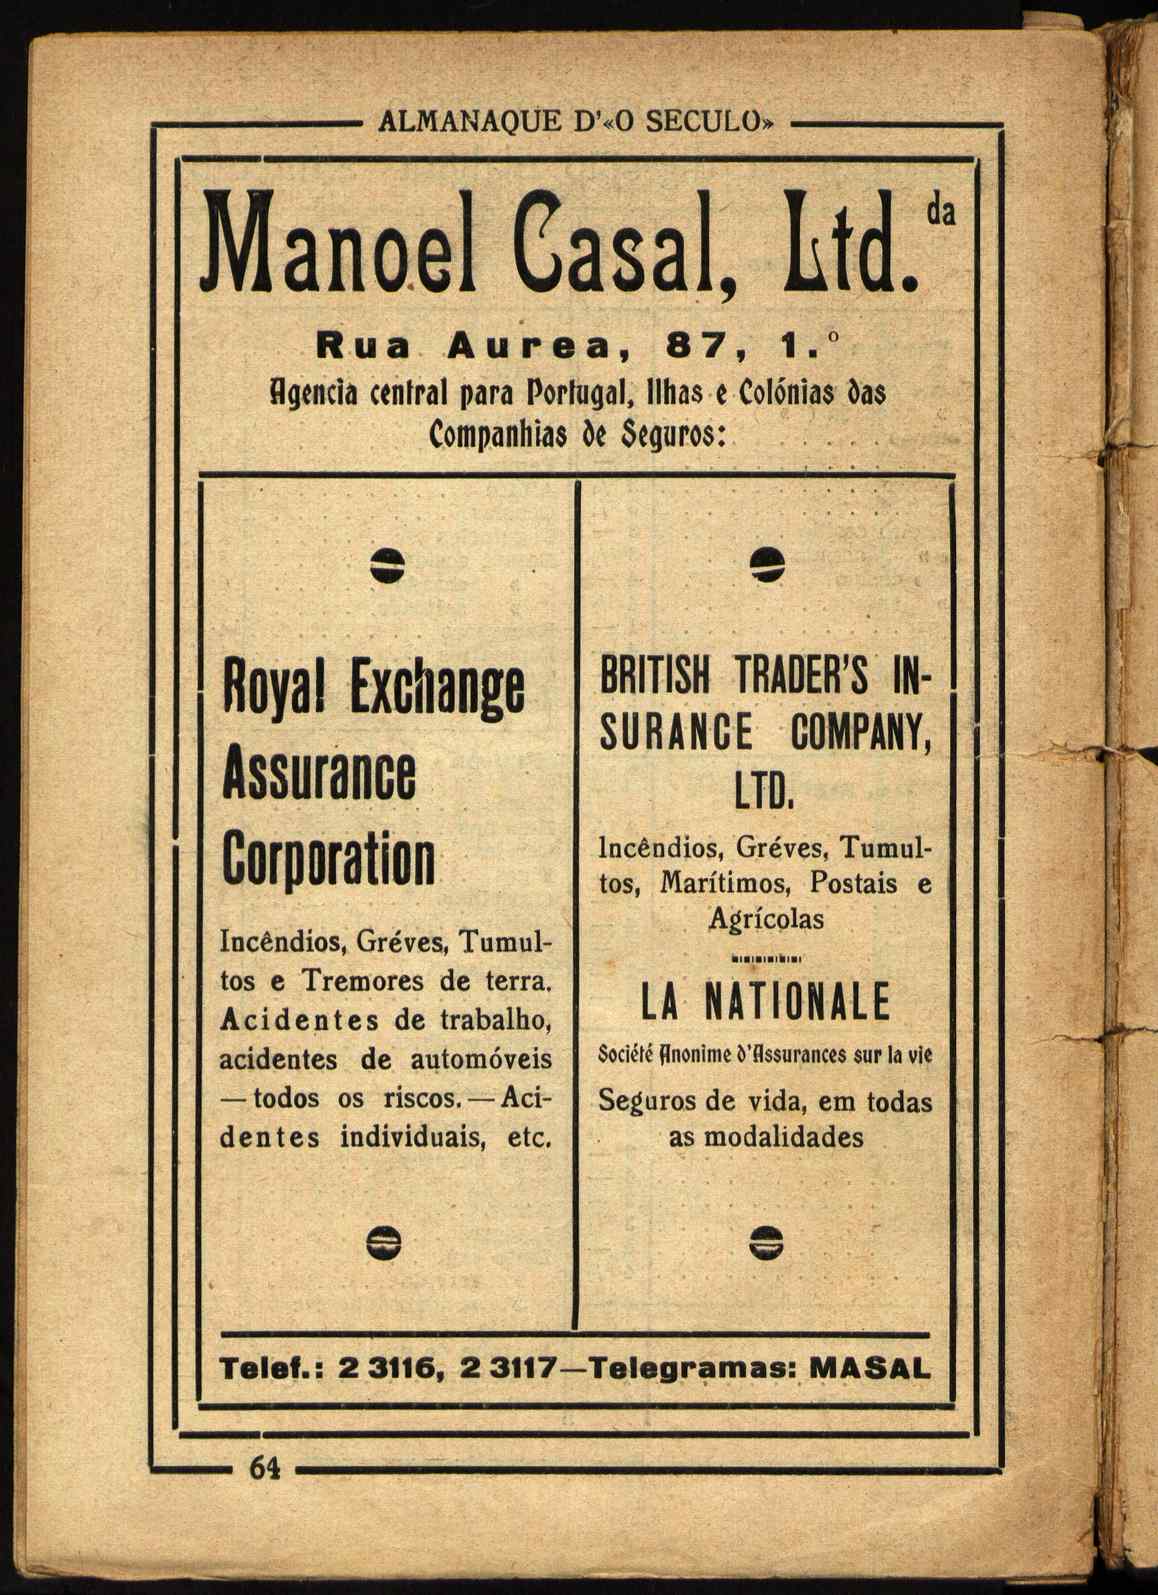 ALMANAQUE D'«O SECULO»
Manoel Casal, Ltd.da
Rua Aurea, 87, 1.º
Agencia central para Portugal, Ilhas e Colónias das
Companhias de Seguros:
Royal Exchange
Assurance
Corporation
Incêndios, Gréves, Tumul-
tos e Tremores de terra.
Acidentes de trabalho,
acidentes de automóveis
—todos os riscos.—Aci-
dentes individuais, etc.
BRITISH TRADER'S IN-
SURANCE COMPANY,
LTD.
Incêndios, Gréves, Tumul-
tos, Marítimos, Postais e
Agrícolas
LA NATIONALE
Société Anonime d'Assurances sur la vie
Seguros de vida, em todas
as modalidades
Telef.: 2 3116, 2 3117—Telegramas: MASAL
64